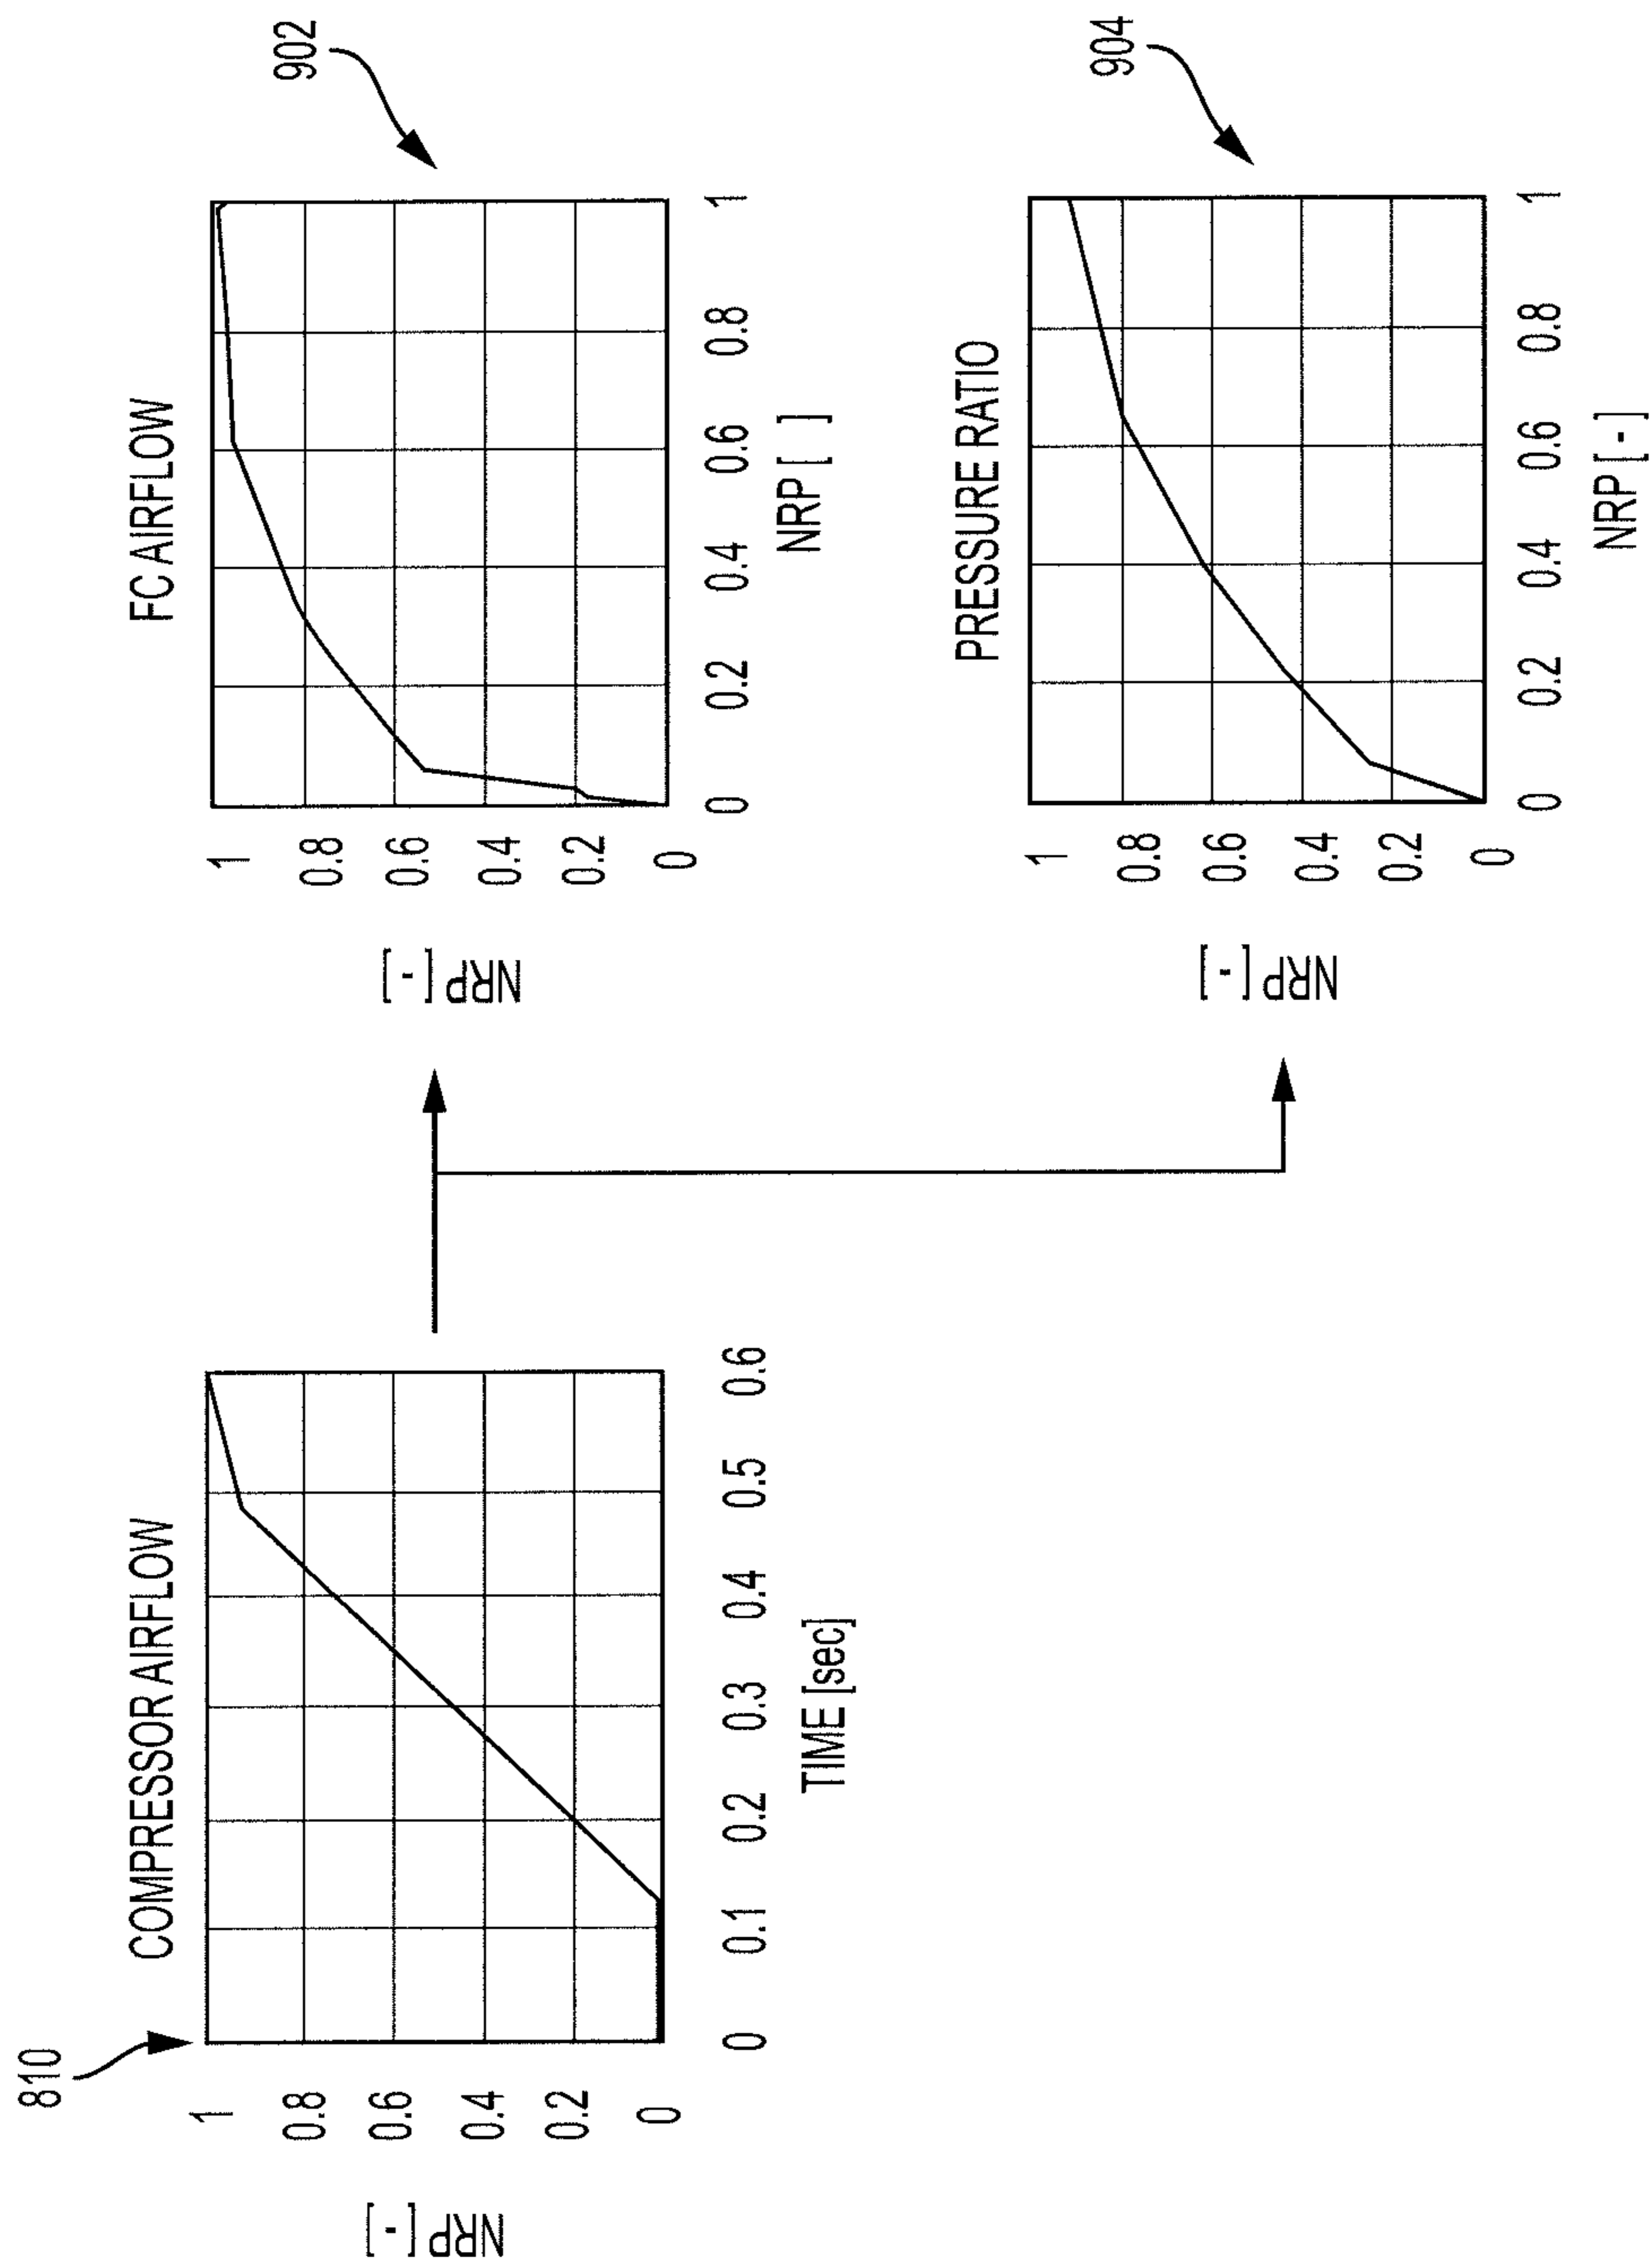 810
COMPRESSOR AIRFLOW
NRP [ - ]
1
0.8
0.6
0.4
0.2
0
0 0.1 0.2 0.3 0.4 0.5 0.6
TIME [sec]
902
FC AIRFLOW
NRP [ - ]
1
0.8
0.6
0.4
0.2
0
0 0.2 0.4 0.6 0.8 1
NRP [ ]
904
PRESSURE RATIO
NRP [ - ]
1
0.8
0.6
0.4
0.2
0
0 0.2 0.4 0.6 0.8 1
NRP [ - ]